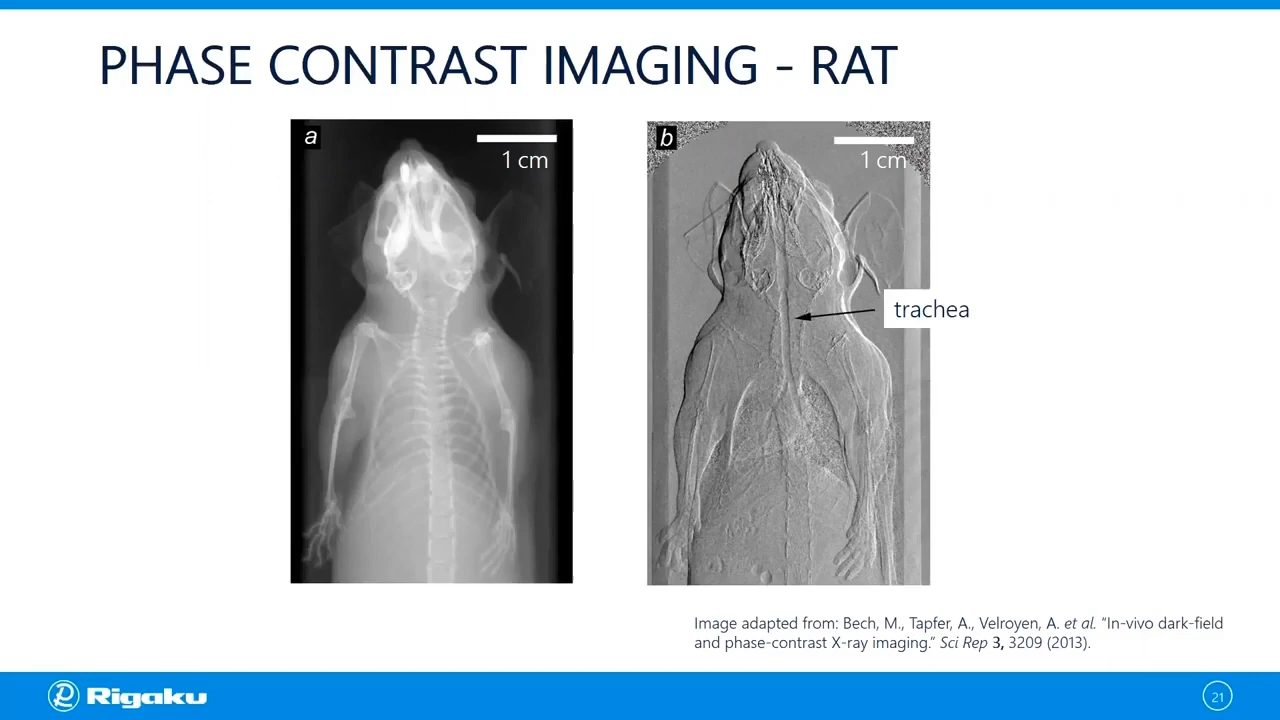 PHASE CONTRAST IMAGING - RAT
a
1 cm
b
1 cm
trachea
Image adapted from: Bech, M., Tapfer, A., Velroyen, A. et al. “In-vivo dark-field
and phase-contrast X-ray imaging.” Sci Rep 3, 3209 (2013).
Rigaku
21